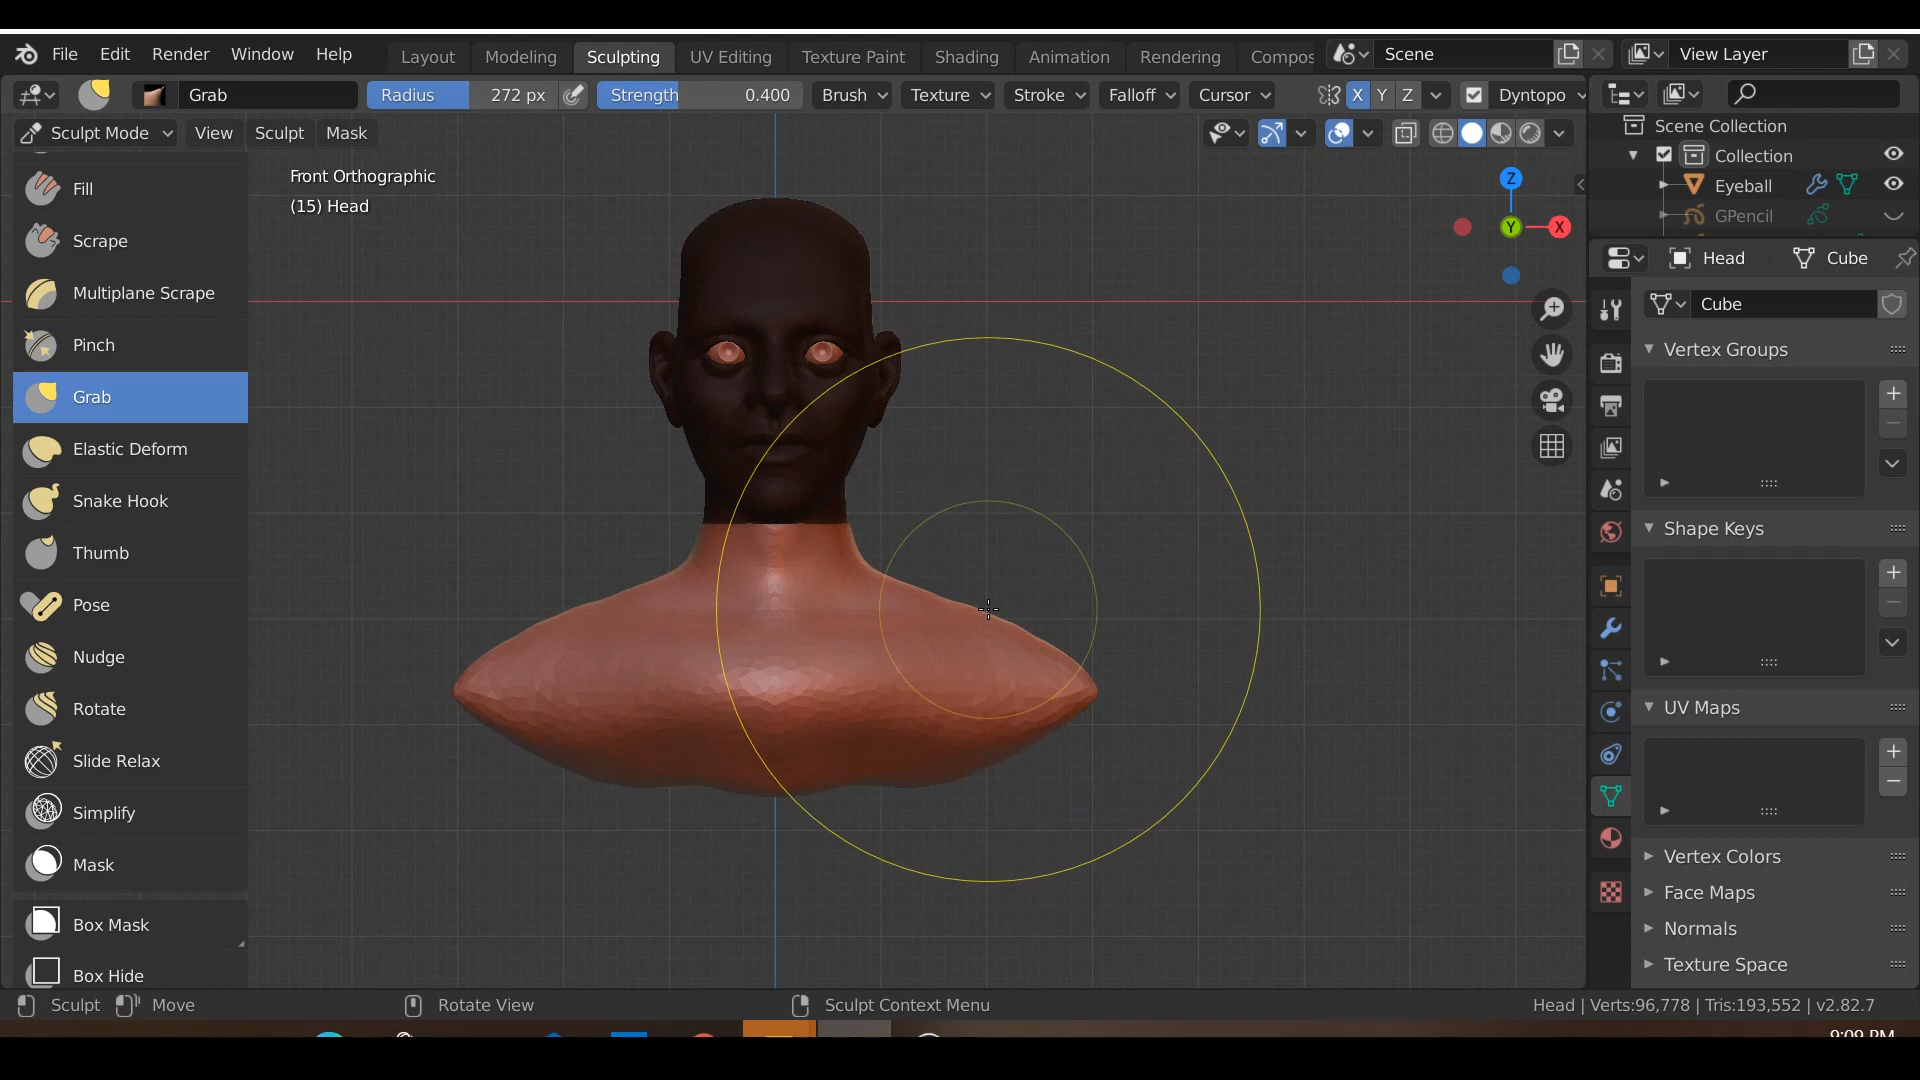 File Edit Render Window Help Layout Modeling Sculpting UV Editing Texture Paint Shading Animation Rendering Compos Scene View Layer
Grab Radius 272 px Strength 0.400 Brush Texture Stroke Falloff Cursor X Y Z Dyntopo
Sculpt Mode View Sculpt Mask
Scene Collection
Collection
Eyeball
GPencil
Front Orthographic
(15) Head
Z
Y
X
Fill
Scrape
Multiplane Scrape
Pinch
Grab
Elastic Deform
Snake Hook
Thumb
Pose
Nudge
Rotate
Slide Relax
Simplify
Mask
Box Mask
Box Hide
Head Cube
Cube
Vertex Groups
Shape Keys
UV Maps
Vertex Colors
Face Maps
Normals
Texture Space
Sculpt Move Rotate View Sculpt Context Menu Head | Verts:96,778 | Tris:193,552 | v2.82.7
9:09 PM